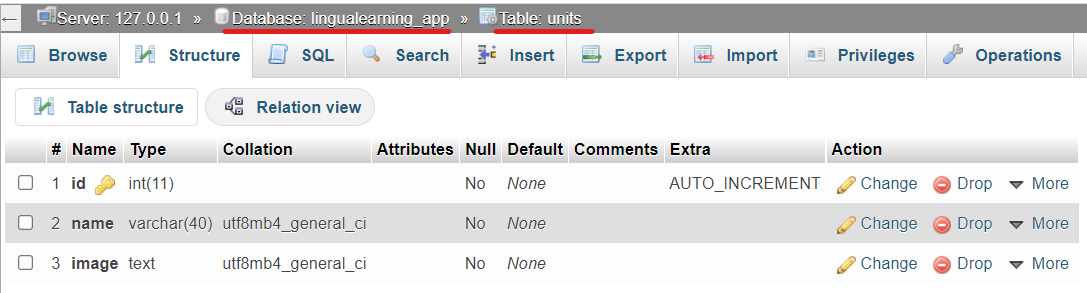 ← Server: 127.0.0.1 » Database: lingualearning_app » Table: units
Browse Structure SQL Search Insert Export Import Privileges Operations
Table structure Relation view
# Name Type Collation Attributes Null Default Comments Extra Action
1 id int(11) No None AUTO_INCREMENT Change Drop More
2 name varchar(40) utf8mb4_general_ci No None Change Drop More
3 image text utf8mb4_general_ci No None Change Drop More